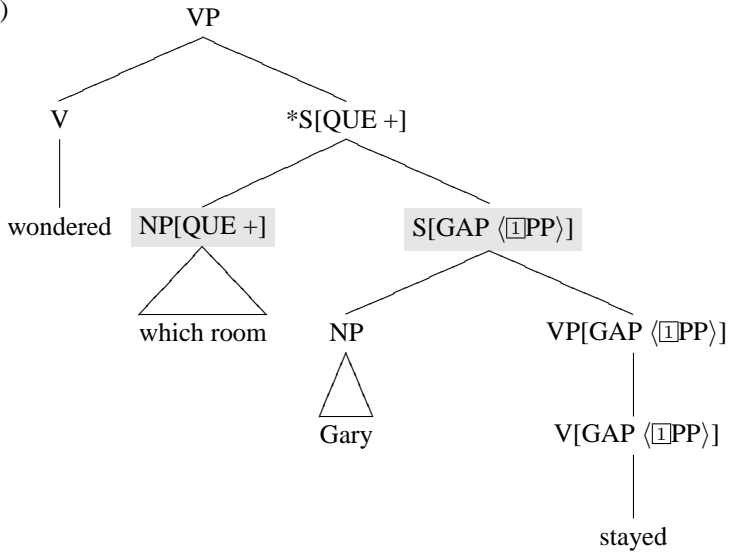 )
VP
V *S[QUE +]
wondered NP[QUE +] S[GAP ⟨1PP⟩]
which room NP VP[GAP ⟨1PP⟩]
Gary V[GAP ⟨1PP⟩]
stayed